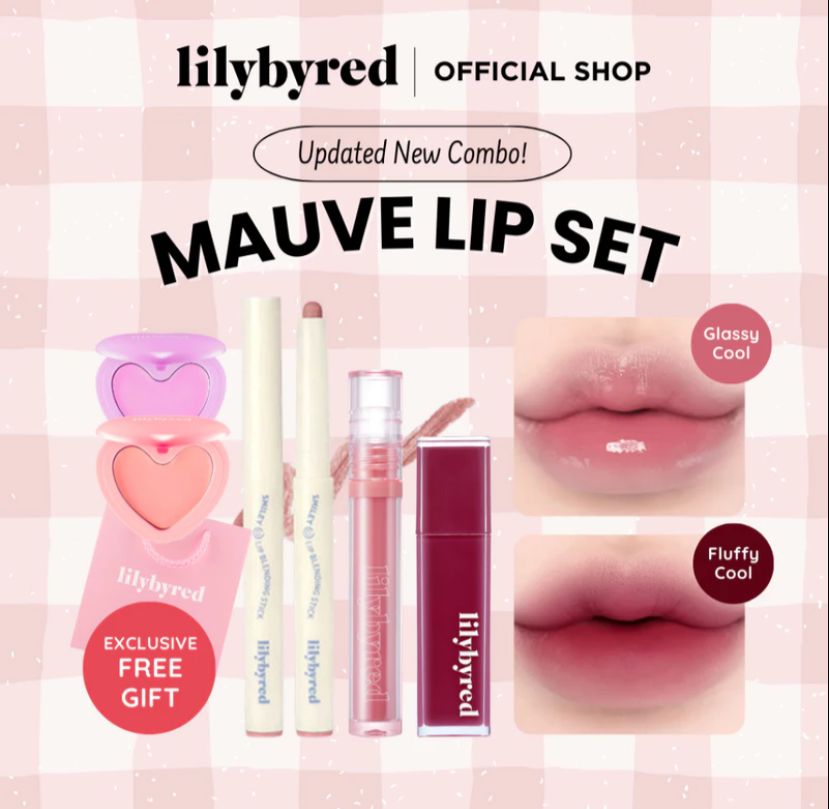 lilybyred | OFFICIAL SHOP
Updated New Combo!
MAUVE LIP SET
Glassy
Cool
Fluffy
Cool
SMILEY LIP BLENDING STICK
lilybyred
SMILEY LIP BLENDING STICK
lilybyred
lilybyred
lilybyred
lilybyred
EXCLUSIVE
FREE
GIFT